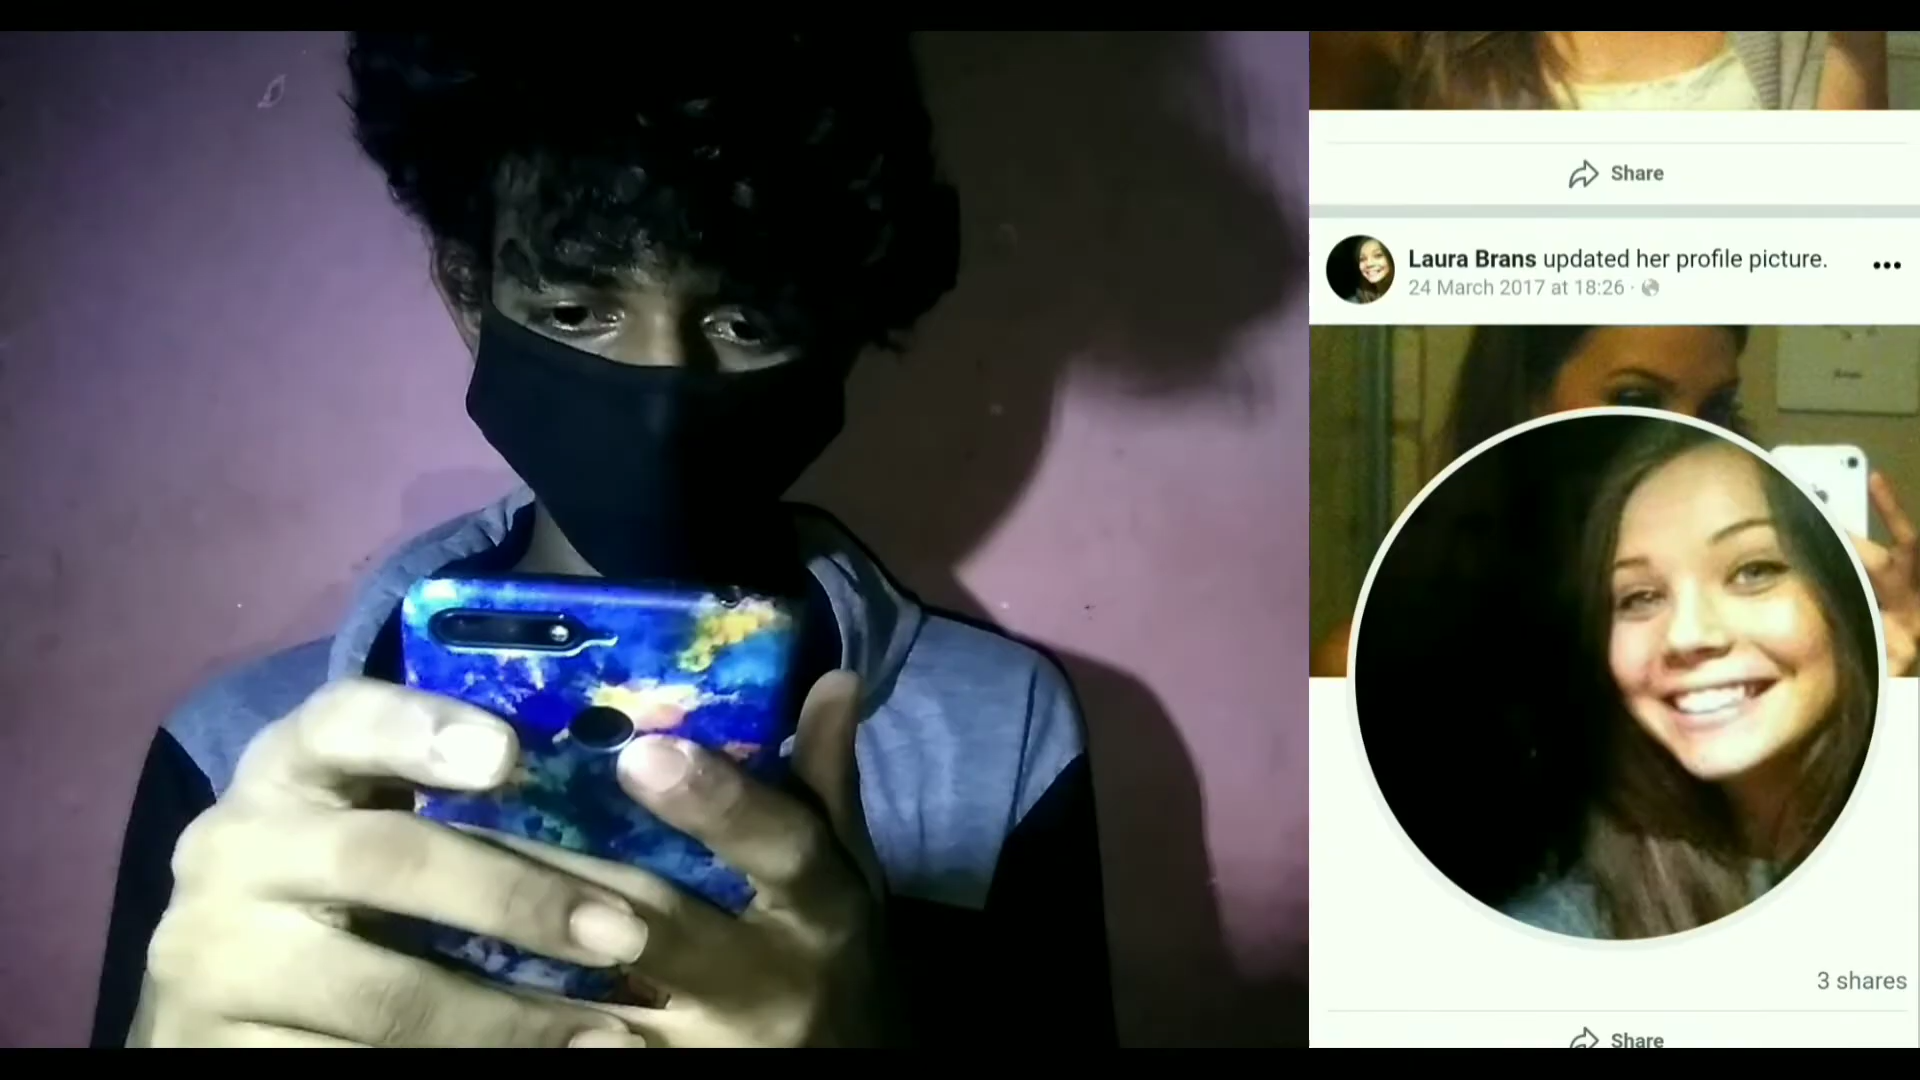 Share
Laura Brans updated her profile picture.
24 March 2017 at 18:26 ·
3 shares
Share